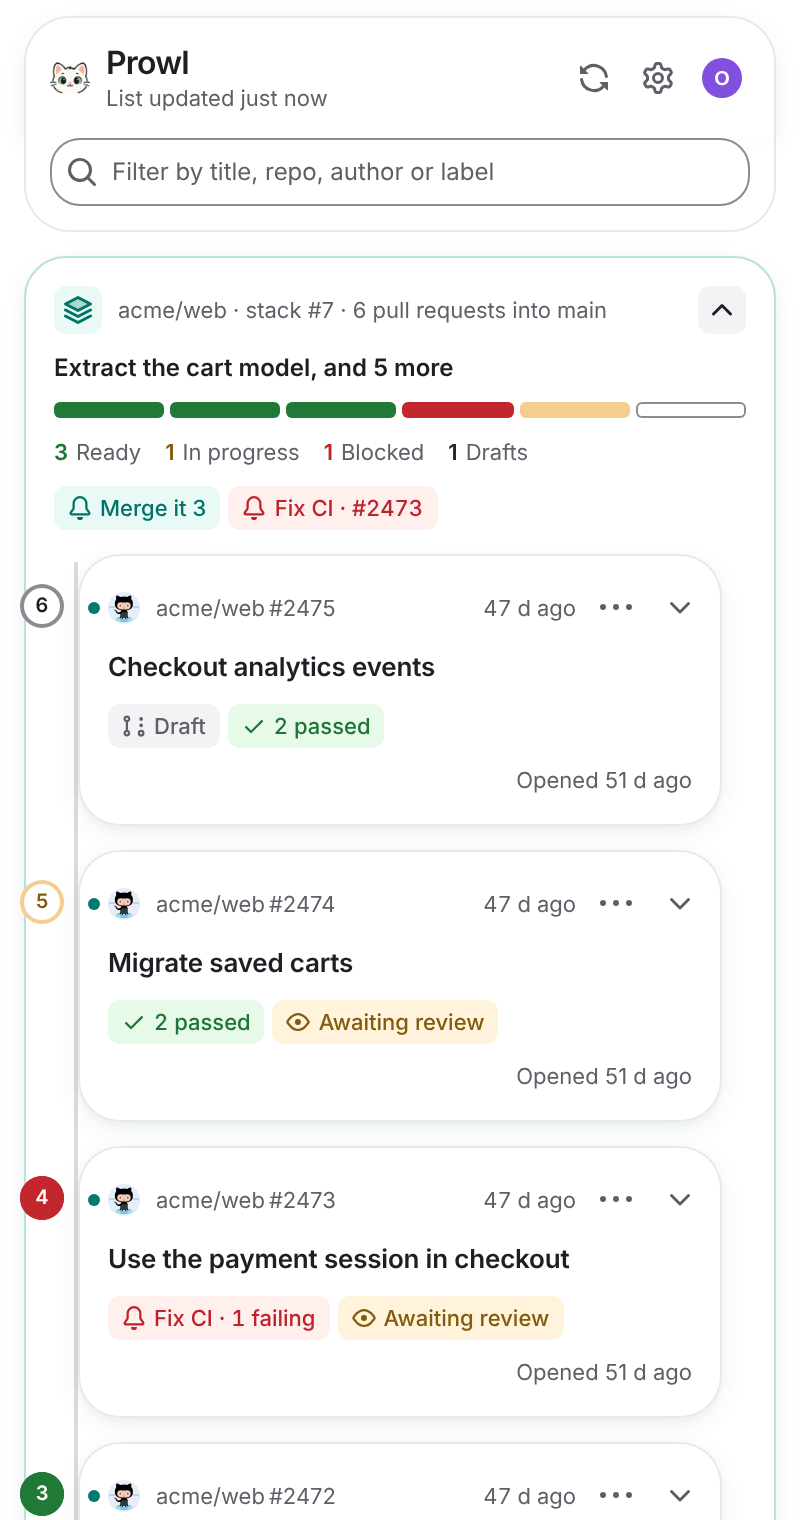 Prowl
List updated just now
O
Filter by title, repo, author or label
acme/web · stack #7 · 6 pull requests into main
Extract the cart model, and 5 more
3 Ready 1 In progress 1 Blocked 1 Drafts
Merge it 3 Fix CI · #2473
6 acme/web #2475 47 d ago
Checkout analytics events
Draft 2 passed
Opened 51 d ago
5 acme/web #2474 47 d ago
Migrate saved carts
2 passed Awaiting review
Opened 51 d ago
4 acme/web #2473 47 d ago
Use the payment session in checkout
Fix CI · 1 failing Awaiting review
Opened 51 d ago
3 acme/web #2472 47 d ago